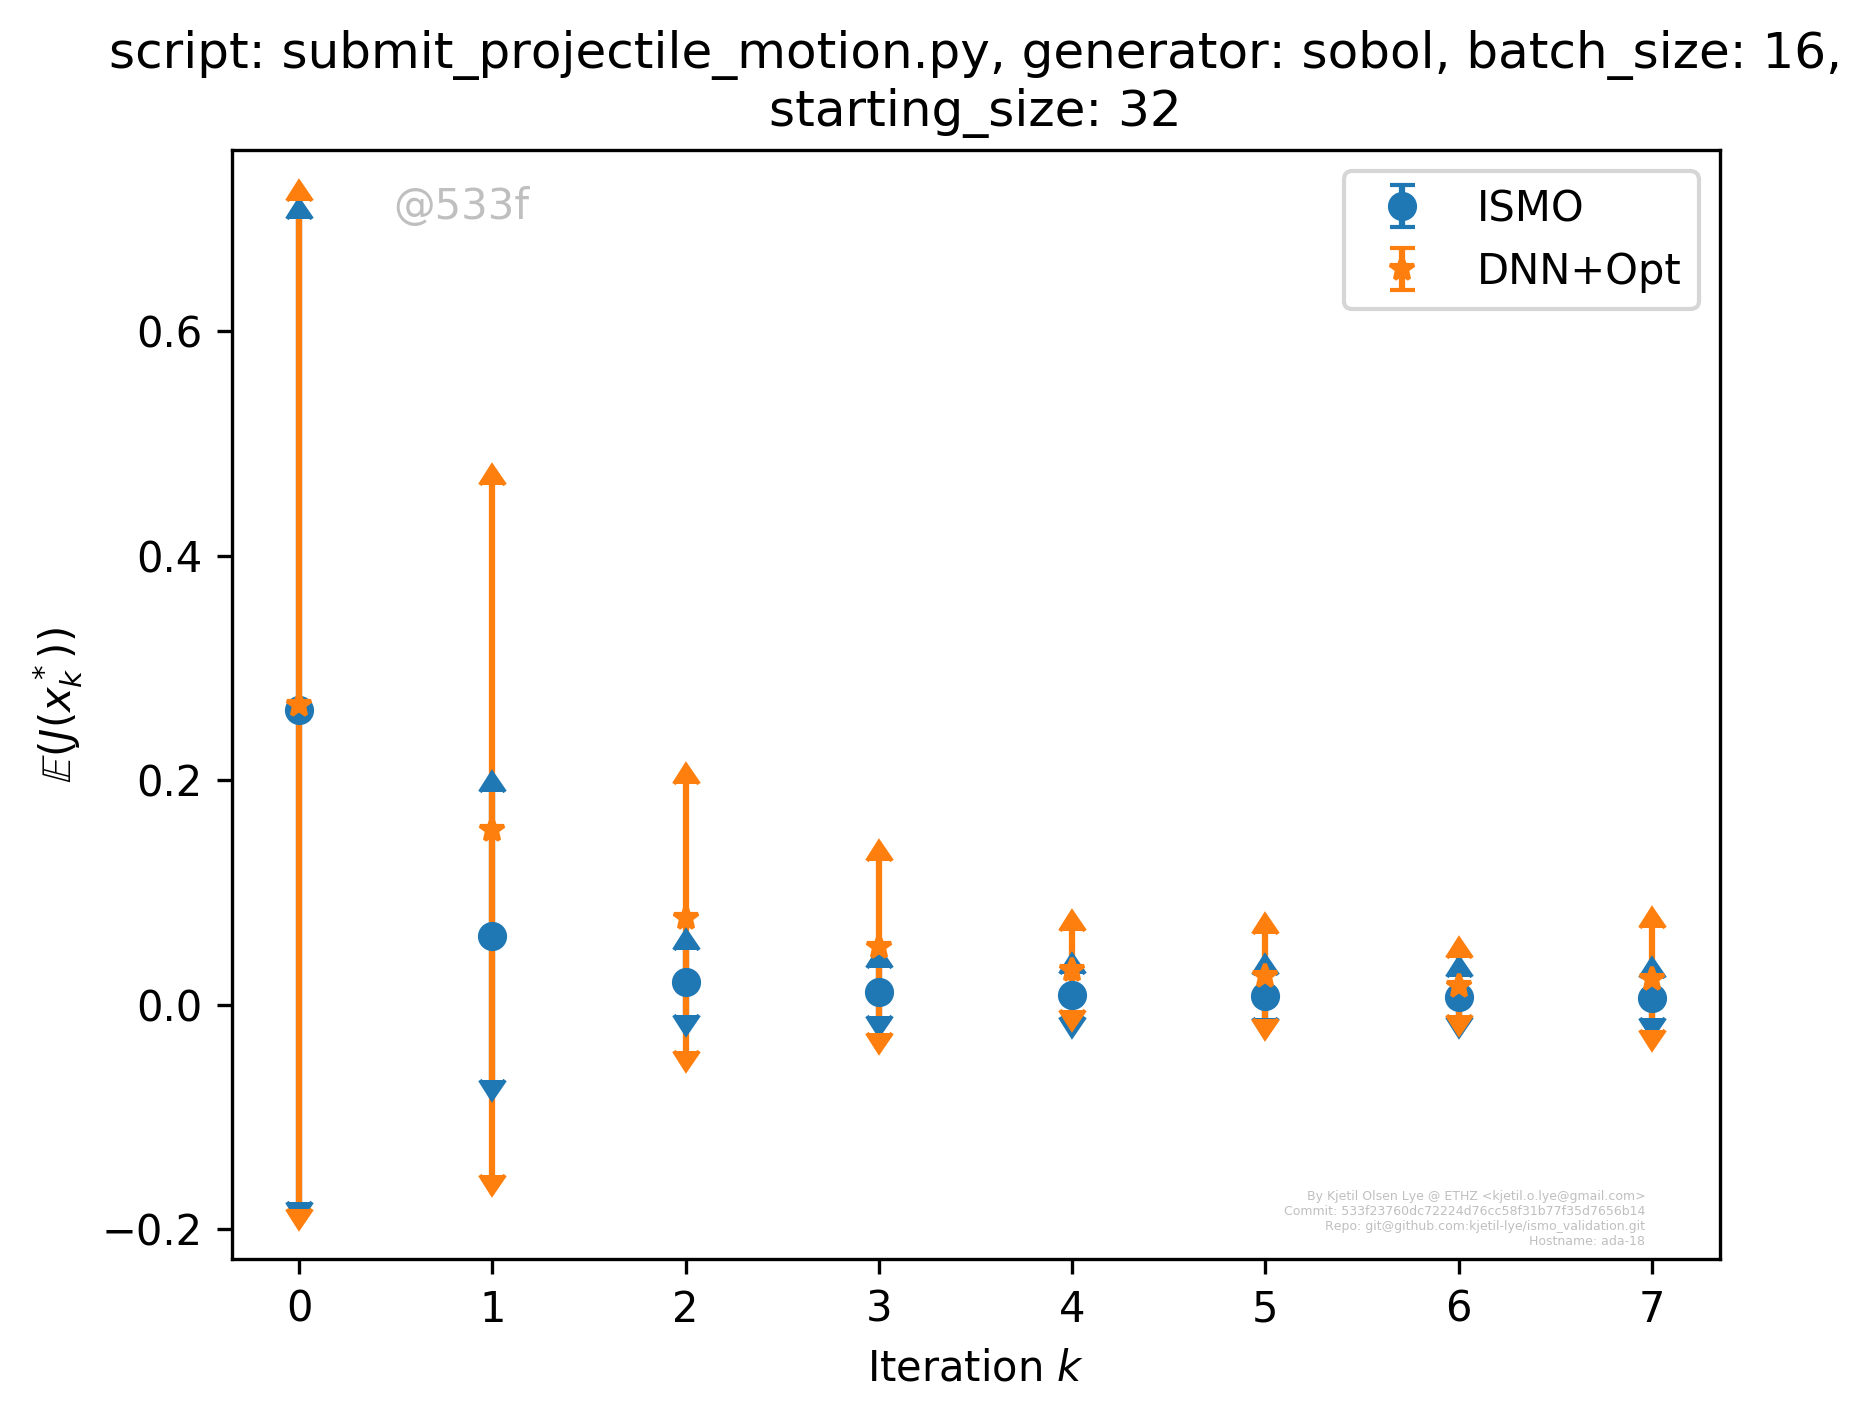 script: submit_projectile_motion.py, generator: sobol, batch_size: 16,
starting_size: 32
@533f
ISMO
DNN+Opt
0.6
0.4
0.2
0.0
−0.2
𝔼(J(x*k))
0 1 2 3 4 5 6 7
Iteration k
By Kjetil Olsen Lye @ ETHZ <kjetil.o.lye@gmail.com>
Commit: 533f23760dc72224d76cc58f31b77f35d7656b14
Repo: git@github.com:kjetil-lye/ismo_validation.git
Hostname: ada-18